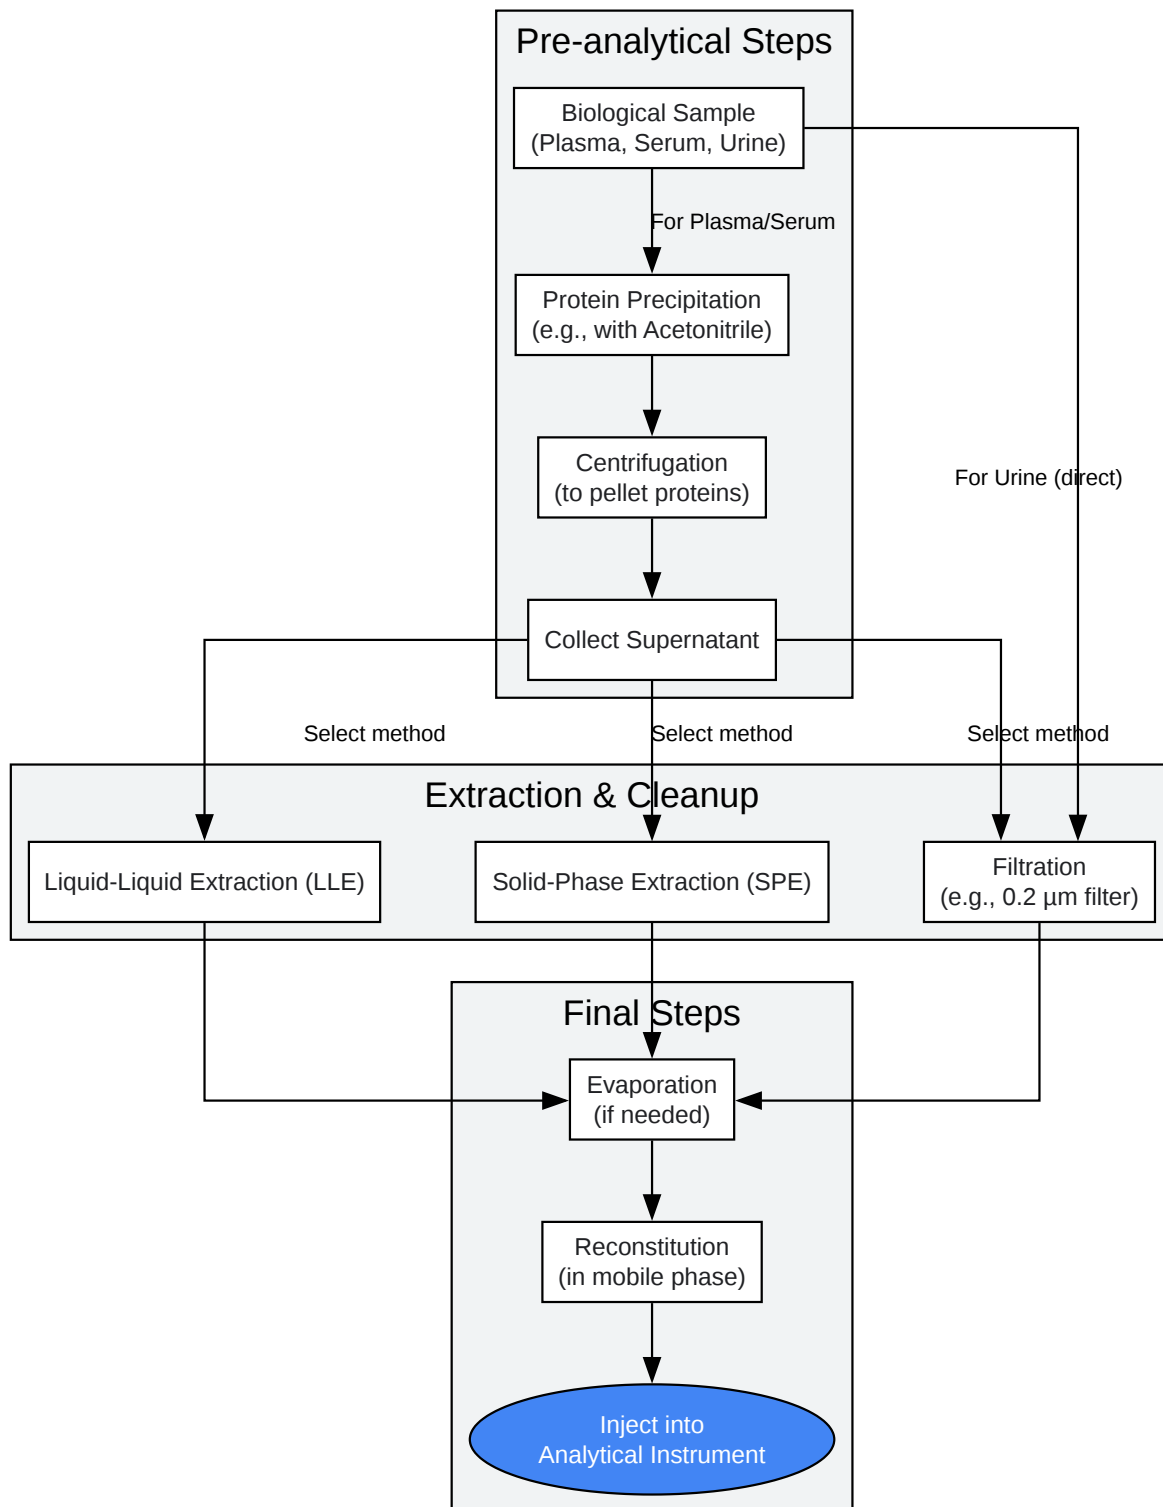 Pre-analytical Steps
Biological Sample
(Plasma, Serum, Urine)
For Plasma/Serum
Protein Precipitation
(e.g., with Acetonitrile)
Centrifugation
(to pellet proteins)
For Urine (direct)
Collect Supernatant
Select method
Select method
Select method
Extraction & Cleanup
Liquid-Liquid Extraction (LLE)
Solid-Phase Extraction (SPE)
Filtration
(e.g., 0.2 µm filter)
Final Steps
Evaporation
(if needed)
Reconstitution
(in mobile phase)
Inject into
Analytical Instrument